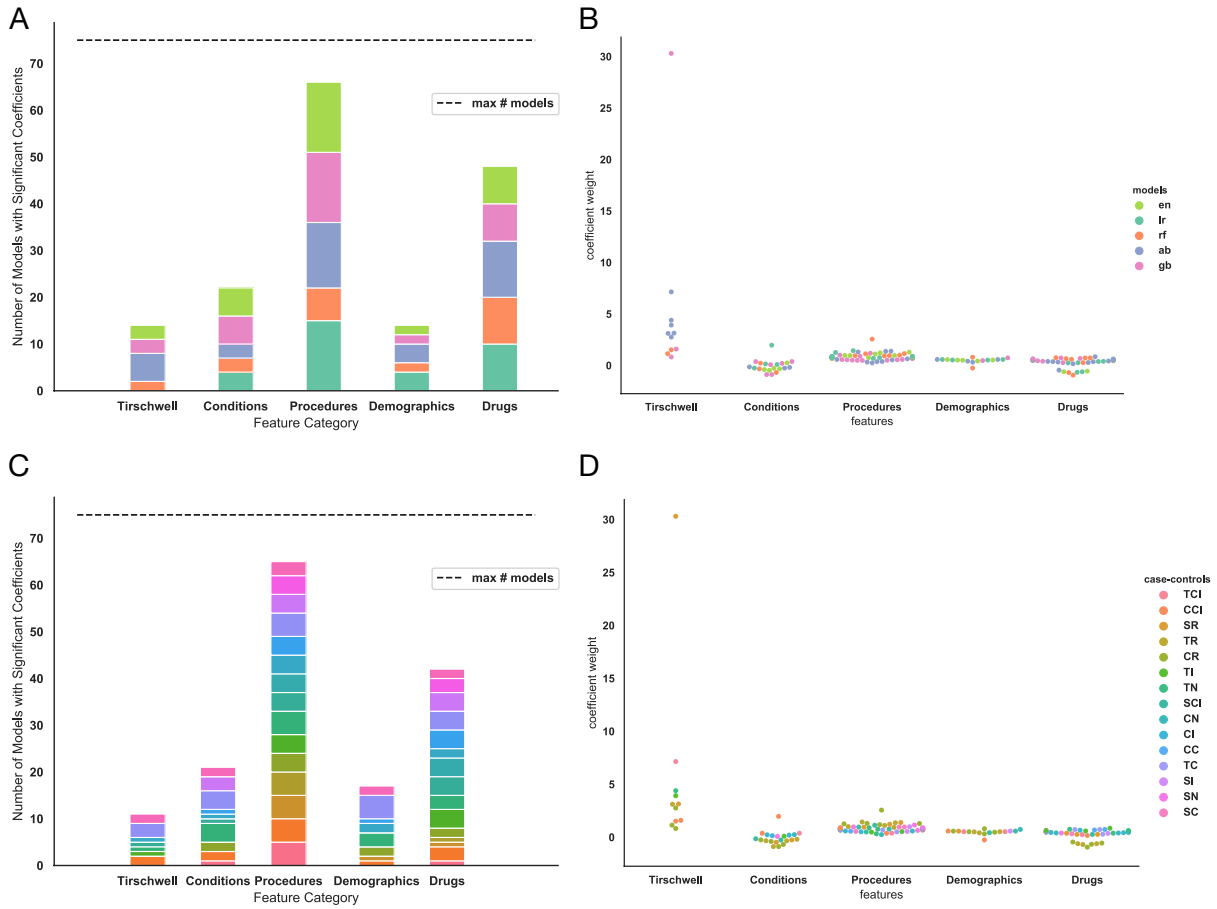 A
Number of Models with Significant Coefficients
70
60
50
40
30
20
10
0
max # models
Tirschwell Conditions Procedures Demographics Drugs
Feature Category
B
coefficient weight
30
25
20
15
10
5
0
Tirschwell Conditions Procedures Demographics Drugs
features
models
en
lr
rf
ab
gb
C
Number of Models with Significant Coefficients
70
60
50
40
30
20
10
0
max # models
Tirschwell Conditions Procedures Demographics Drugs
Feature Category
D
coefficient weight
30
25
20
15
10
5
0
Tirschwell Conditions Procedures Demographics Drugs
features
case-controls
TCI
CCI
SR
TR
CR
TI
TN
SCI
CN
CI
CC
TC
SI
SN
SC